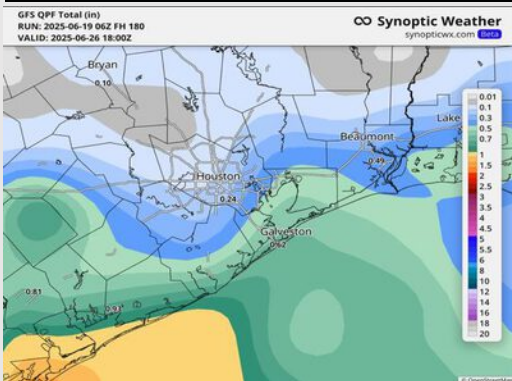 GFS QPF Total (in)
RUN: 2025-06-19 06Z FH 180
VALID: 2025-06-26 18:00Z
Synoptic Weather
synopticwx.com Beta
Bryan
0.10
Beaumont
0.49
Lake
Houston
0.24
Galveston
0.62
0.81
0.93
0.01
0.1
0.3
0.5
0.7
1
1.5
2
2.5
3
3.5
4
4.5
5
5.5
6
8
10
12
14
16
18
20
© OpenStreetMap